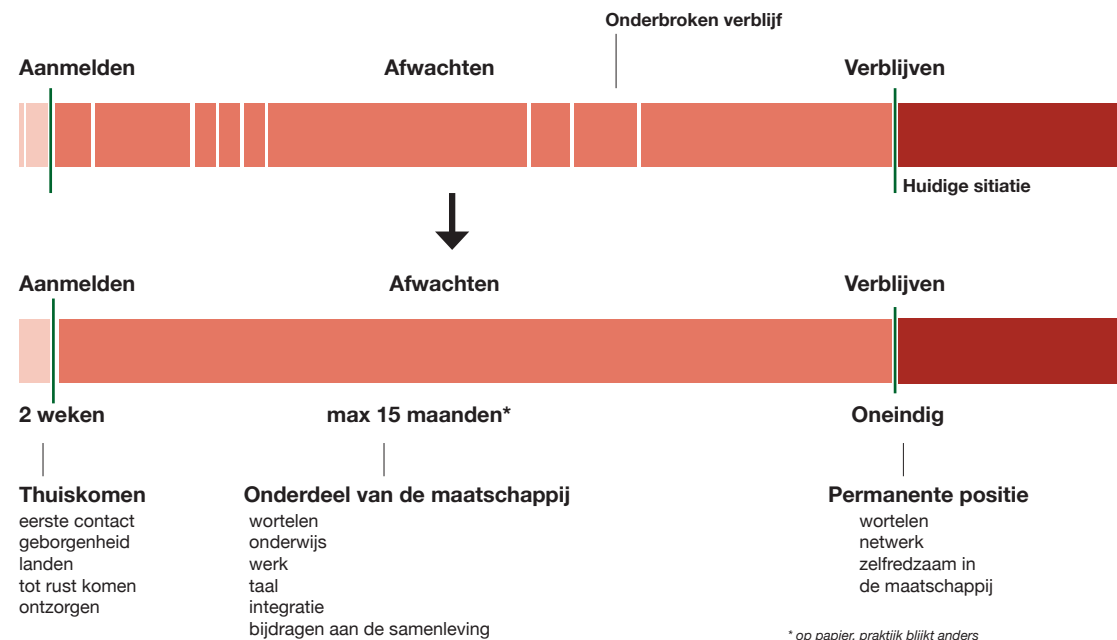 Onderbroken verblijf
Aanmelden
Afwachten
Verblijven
Huidige sitiatie
Aanmelden
Afwachten
Verblijven
2 weken
max 15 maanden*
Oneindig
Thuiskomen
eerste contact
geborgenheid
landen
tot rust komen
ontzorgen
Onderdeel van de maatschappij
wortelen
onderwijs
werk
taal
integratie
bijdragen aan de samenleving
Permanente positie
wortelen
netwerk
zelfredzaam in
de maatschappij
* op papier, praktijk blijkt anders